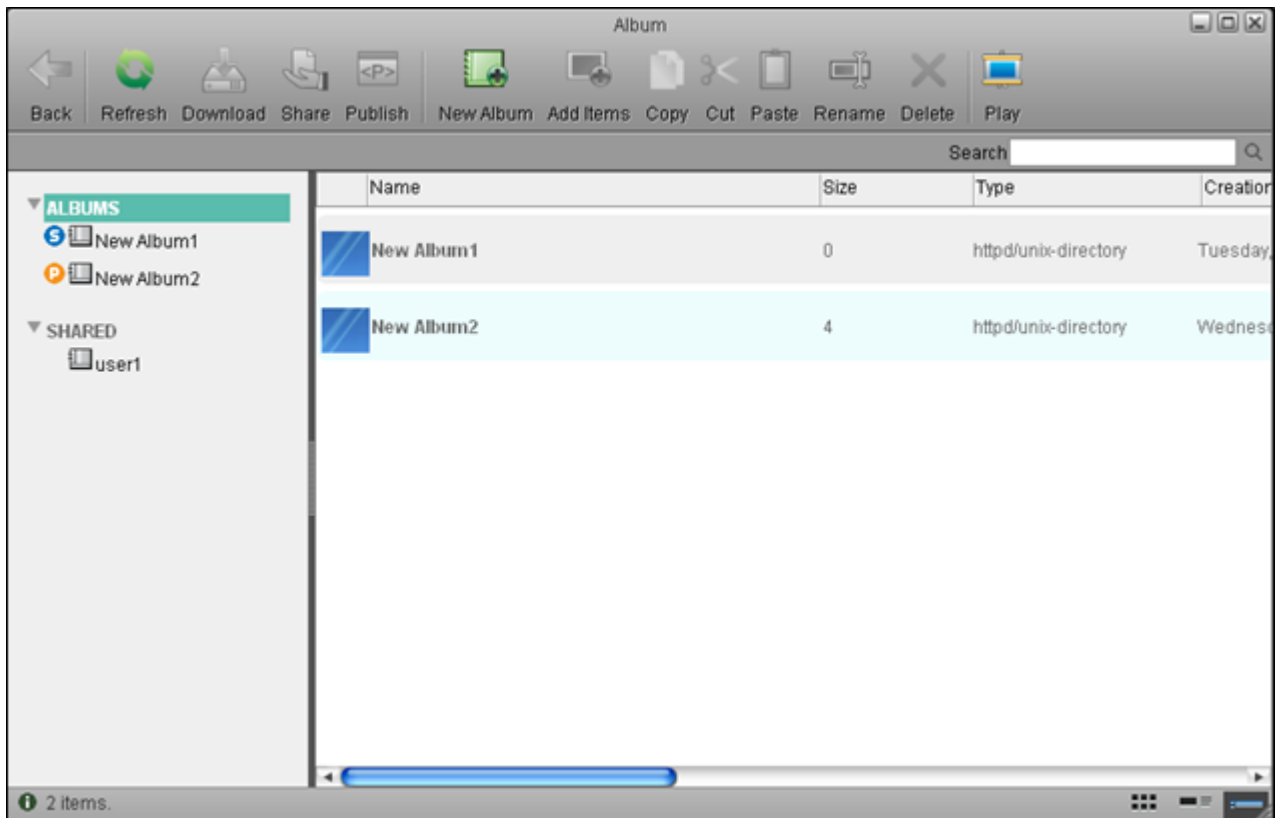 Album
<P>
Back Refresh Download Share Publish New Album Add Items Copy Cut Paste Rename Delete Play
Search
ALBUMS
S New Album1
P New Album2
SHARED
user1
Name Size Type Creation
New Album1 0 httpd/unix-directory Tuesday,
New Album2 4 httpd/unix-directory Wednes
2 items.